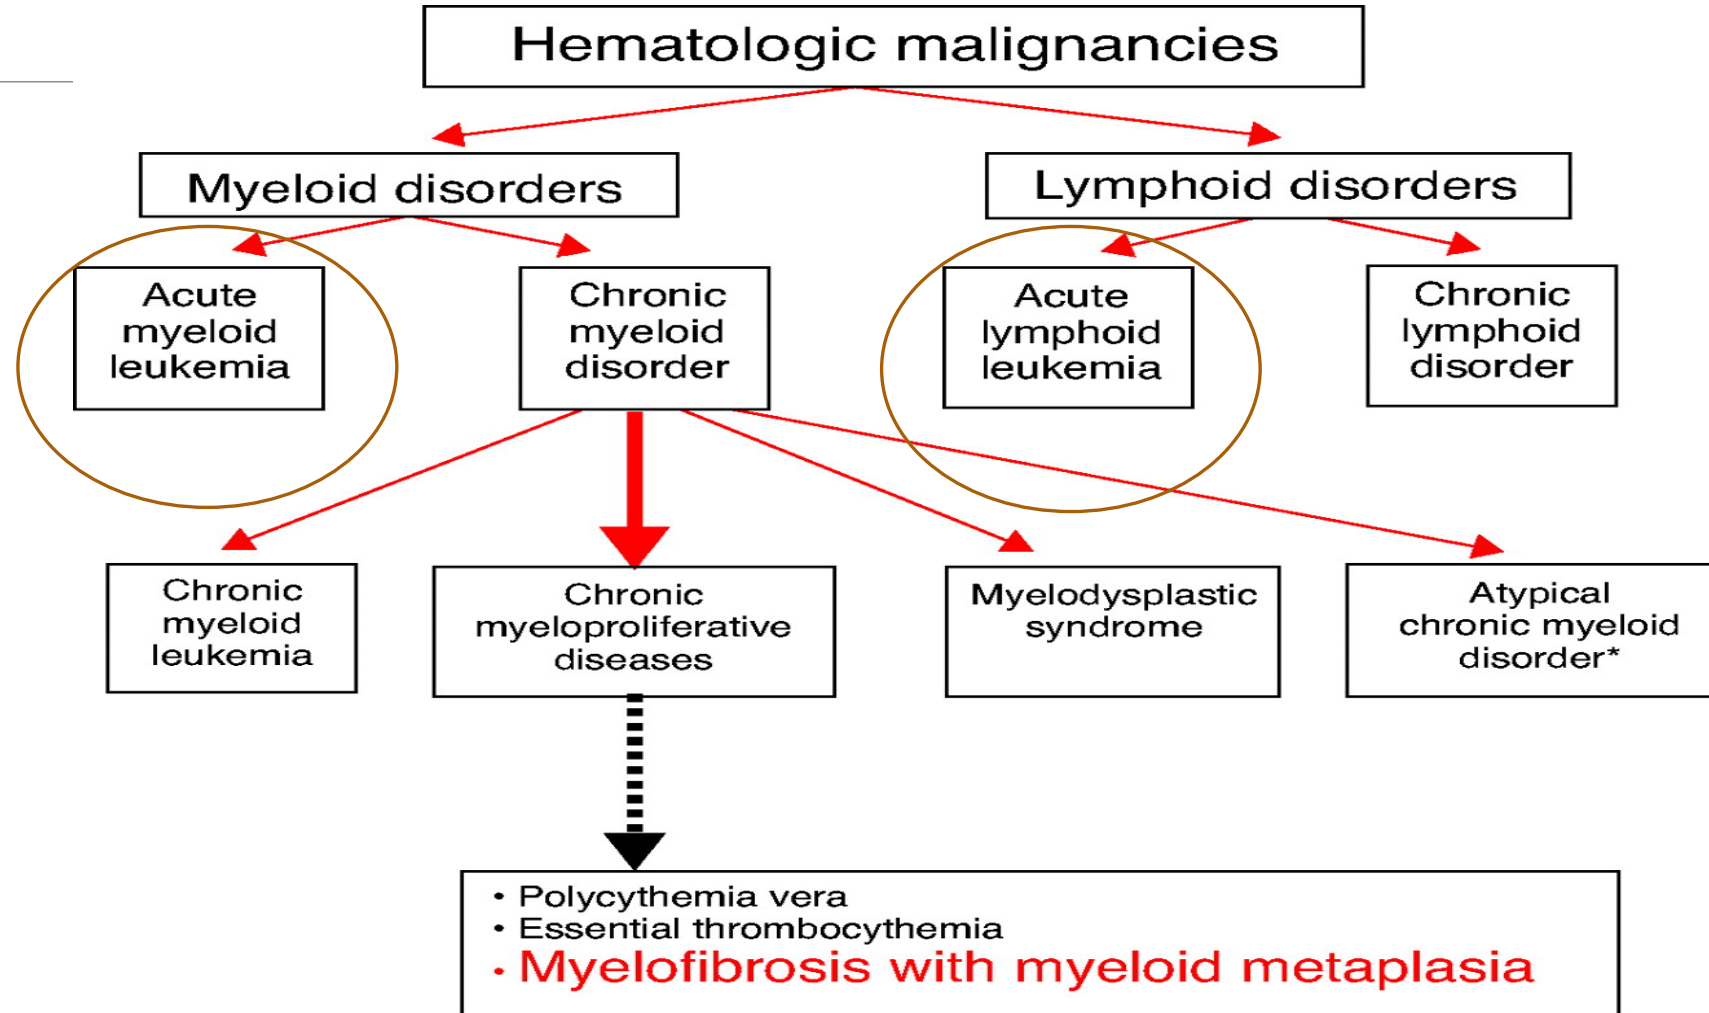 Hematologic malignancies
Myeloid disorders
Lymphoid disorders
Acute
myeloid
leukemia
Chronic
myeloid
disorder
Acute
lymphoid
leukemia
Chronic
lymphoid
disorder
Chronic
myeloid
leukemia
Chronic
myeloproliferative
diseases
Myelodysplastic
syndrome
Atypical
chronic myeloid
disorder*
• Polycythemia vera
• Essential thrombocythemia
• Myelofibrosis with myeloid metaplasia